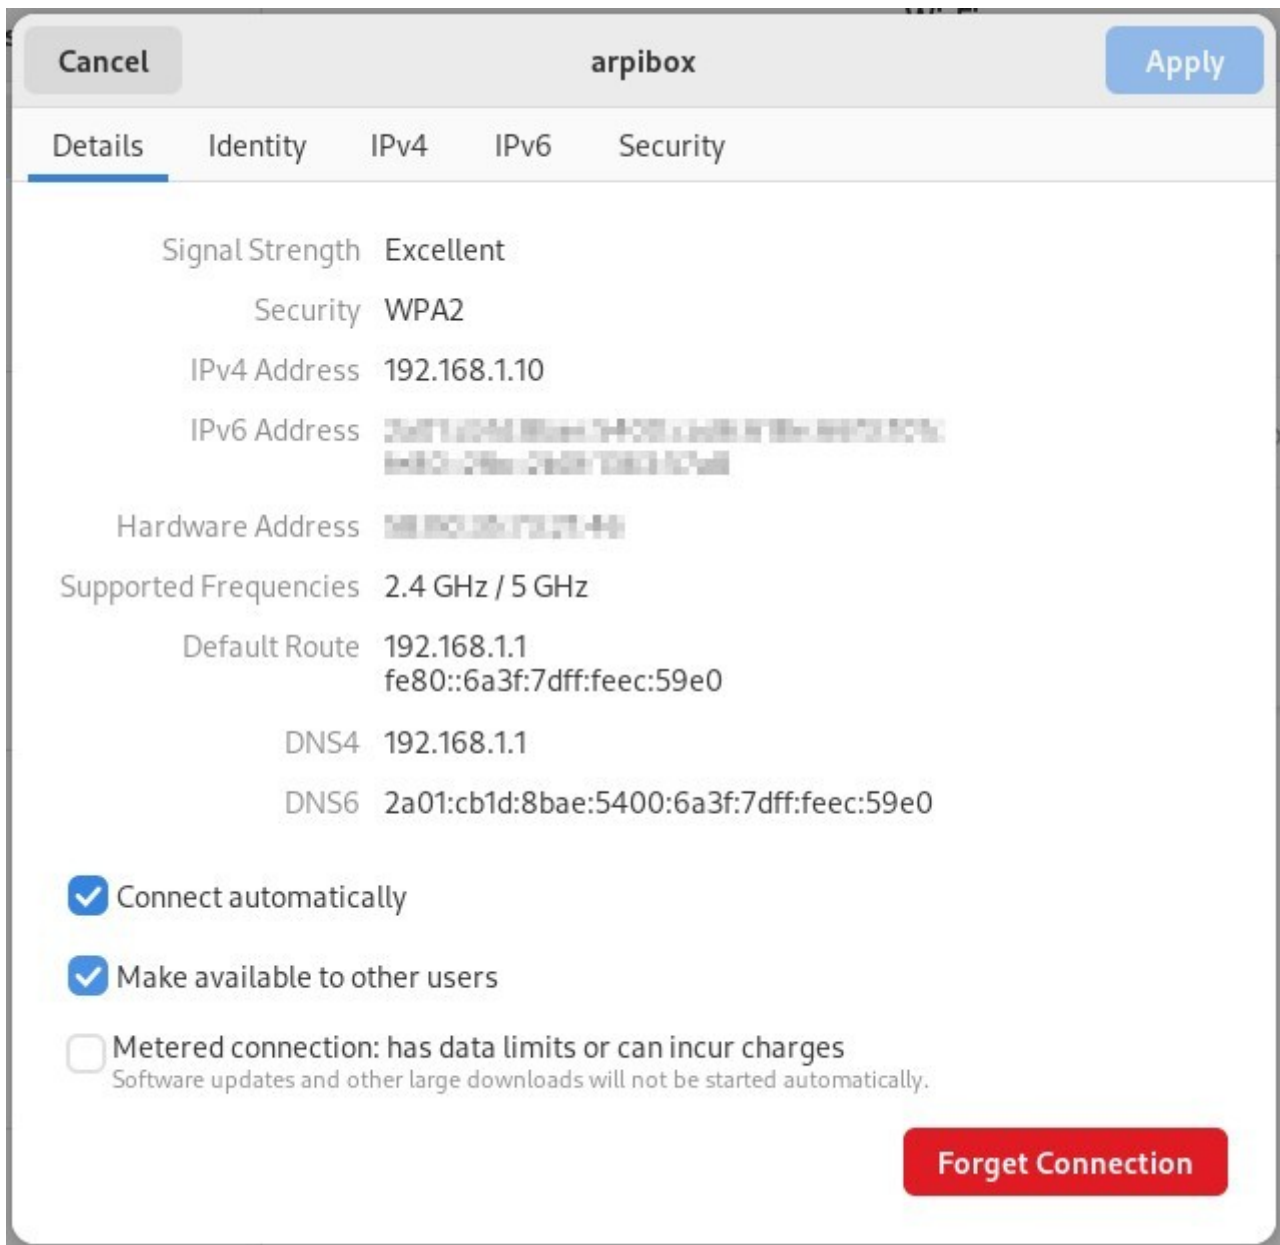 Cancel
arpibox
Apply
Details
Identity
IPv4
IPv6
Security
Signal Strength Excellent
Security WPA2
IPv4 Address 192.168.1.10
IPv6 Address
Hardware Address
Supported Frequencies 2.4 GHz / 5 GHz
Default Route 192.168.1.1
fe80::6a3f:7dff:feec:59e0
DNS4 192.168.1.1
DNS6 2a01:cb1d:8bae:5400:6a3f:7dff:feec:59e0
Connect automatically
Make available to other users
Metered connection: has data limits or can incur charges
Software updates and other large downloads will not be started automatically.
Forget Connection